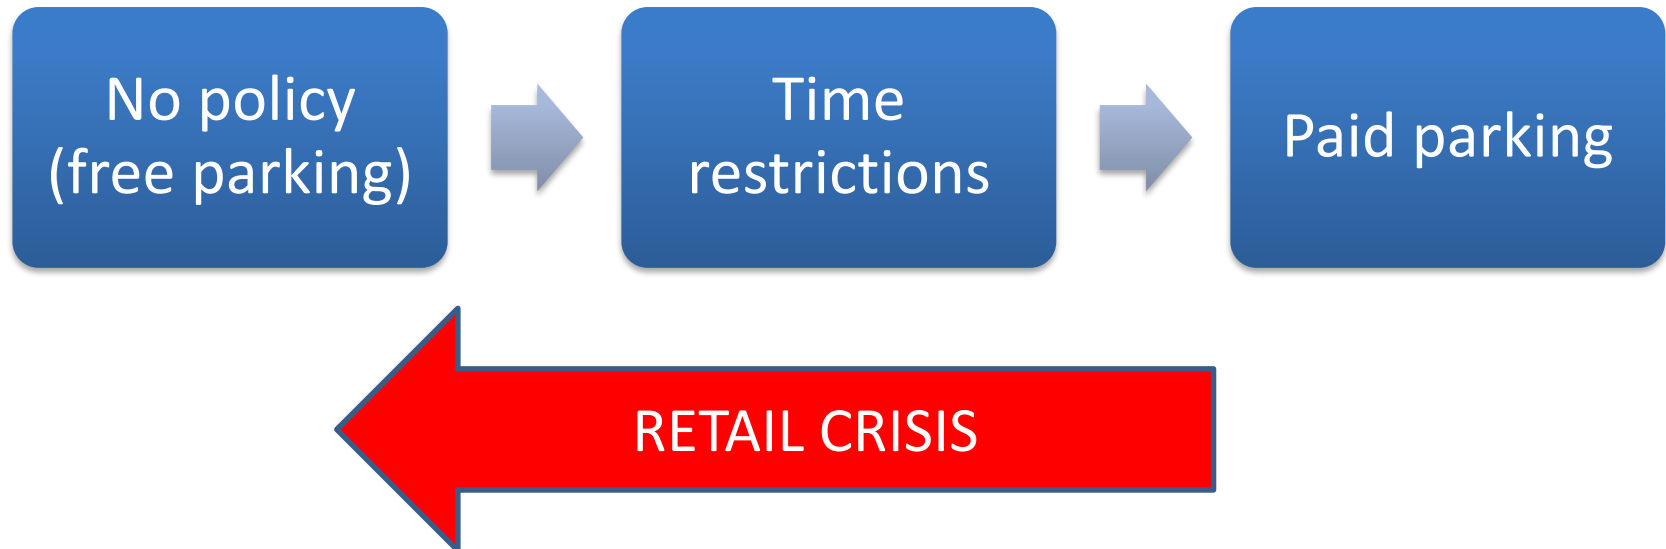 No policy
(free parking)
Time
restrictions
Paid parking
RETAIL CRISIS